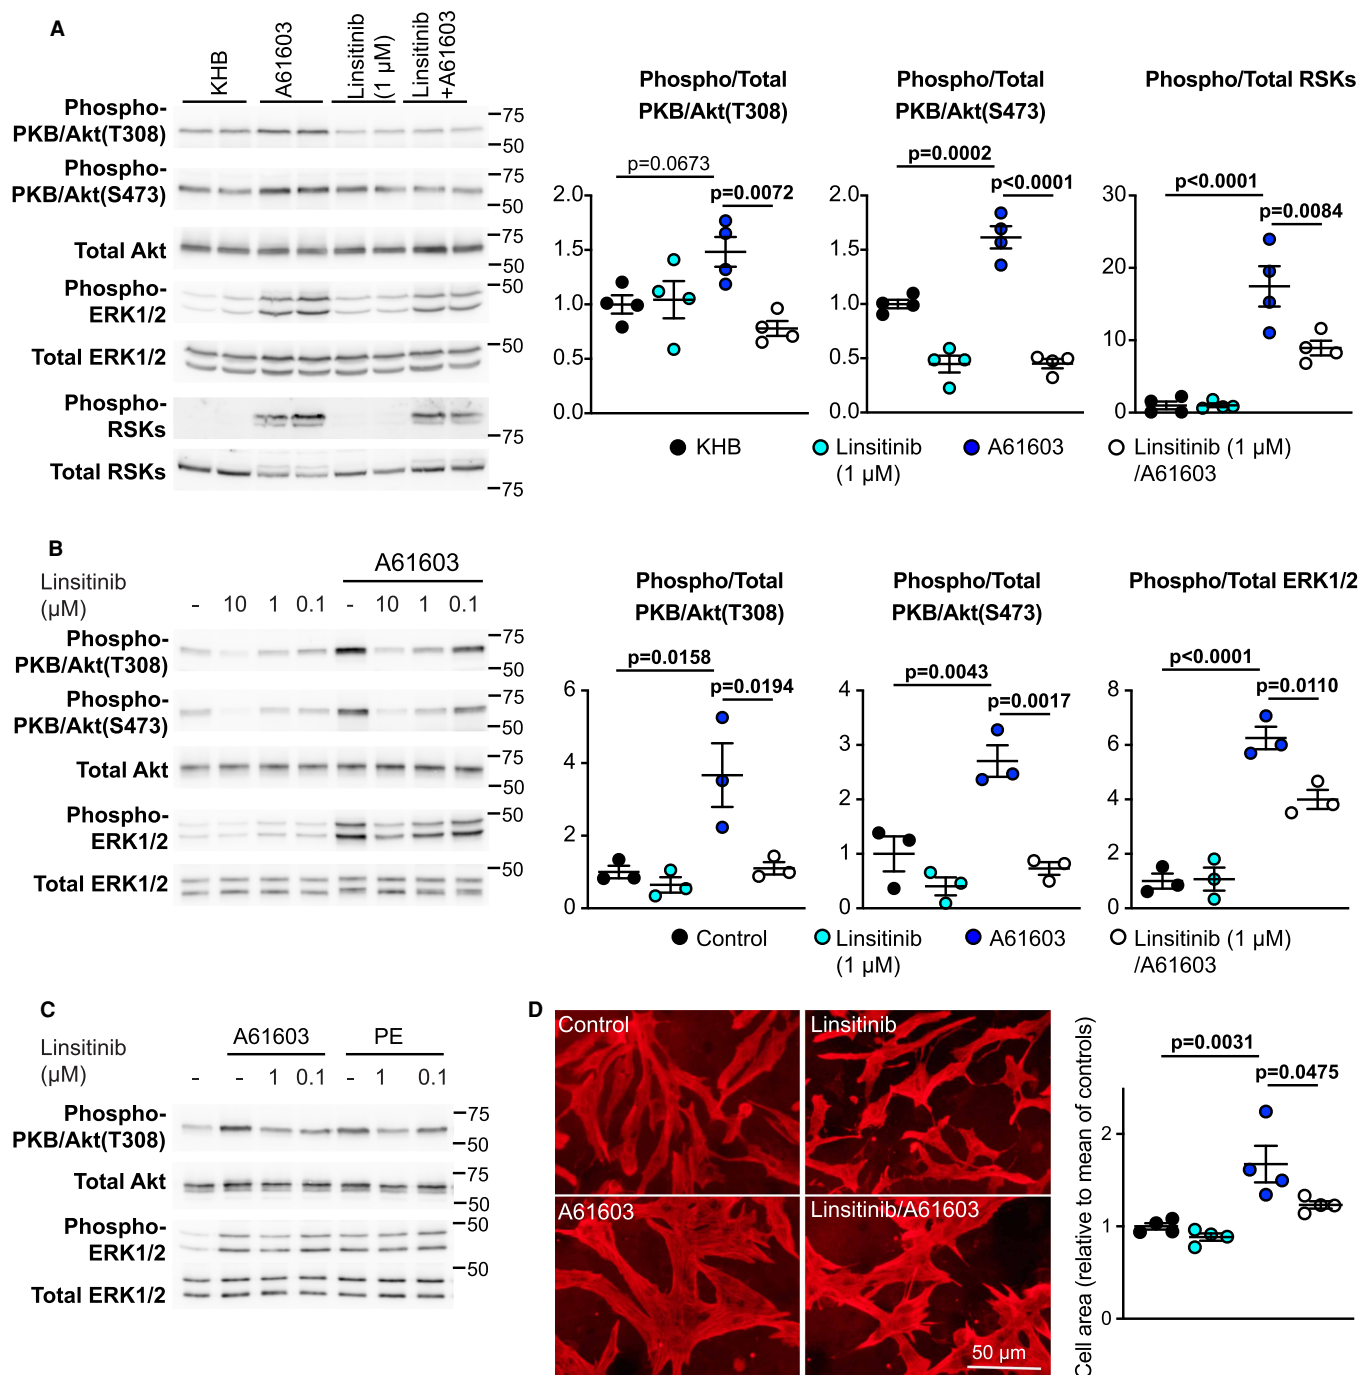 A
KHB
A61603
Linsitinib
(1 µM)
Linsitinib
+A61603
Phospho-
PKB/Akt(T308)
75
50
Phospho-
PKB/Akt(S473)
75
50
Total Akt
75
50
Phospho-
ERK1/2
50
Total ERK1/2
50
Phospho-
RSKs
75
Total RSKs
75
Phospho/Total
PKB/Akt(T308)
p=0.0673
p=0.0072
2.0
1.5
1.0
0.5
0.0
Phospho/Total
PKB/Akt(S473)
p=0.0002
p<0.0001
2.0
1.5
1.0
0.5
0.0
Phospho/Total RSKs
p<0.0001
p=0.0084
30
20
10
0
KHB
Linsitinib
(1 µM)
A61603
Linsitinib (1 µM)
/A61603
B
A61603
Linsitinib
(µM)
- 10 1 0.1 - 10 1 0.1
Phospho-
PKB/Akt(T308)
75
50
Phospho-
PKB/Akt(S473)
75
50
Total Akt
75
50
Phospho-
ERK1/2
50
Total ERK1/2
50
Phospho/Total
PKB/Akt(T308)
p=0.0158
p=0.0194
6
4
2
0
Phospho/Total
PKB/Akt(S473)
p=0.0043
p=0.0017
4
3
2
1
0
Phospho/Total ERK1/2
p<0.0001
p=0.0110
8
6
4
2
0
Control
Linsitinib
(1 µM)
A61603
Linsitinib (1 µM)
/A61603
C
A61603 PE
Linsitinib
(µM)
- - 1 0.1 - 1 0.1
Phospho-
PKB/Akt(T308)
75
50
Total Akt
75
50
Phospho-
ERK1/2
50
Total ERK1/2
50
D
Control
Linsitinib
A61603
Linsitinib/A61603
50 µm
Cell area (relative to mean of controls)
p=0.0031
p=0.0475
2
1
0